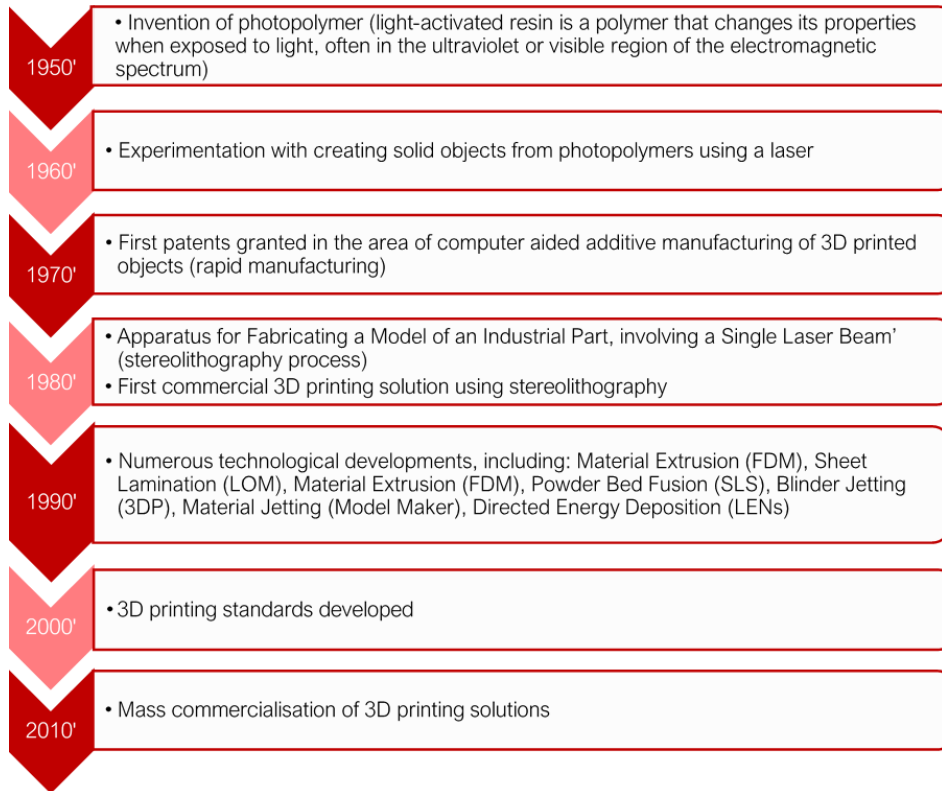 • Invention of photopolymer (light-activated resin is a polymer that changes its properties
when exposed to light, often in the ultraviolet or visible region of the electromagnetic
spectrum)
1950'
• Experimentation with creating solid objects from photopolymers using a laser
1960'
• First patents granted in the area of computer aided additive manufacturing of 3D printed
objects (rapid manufacturing)
1970'
• Apparatus for Fabricating a Model of an Industrial Part, involving a Single Laser Beam’
(stereolithography process)
• First commercial 3D printing solution using stereolithography
1980'
• Numerous technological developments, including: Material Extrusion (FDM), Sheet
Lamination (LOM), Material Extrusion (FDM), Powder Bed Fusion (SLS), Blinder Jetting
(3DP), Material Jetting (Model Maker), Directed Energy Deposition (LENs)
1990'
• 3D printing standards developed
2000'
• Mass commercialisation of 3D printing solutions
2010'